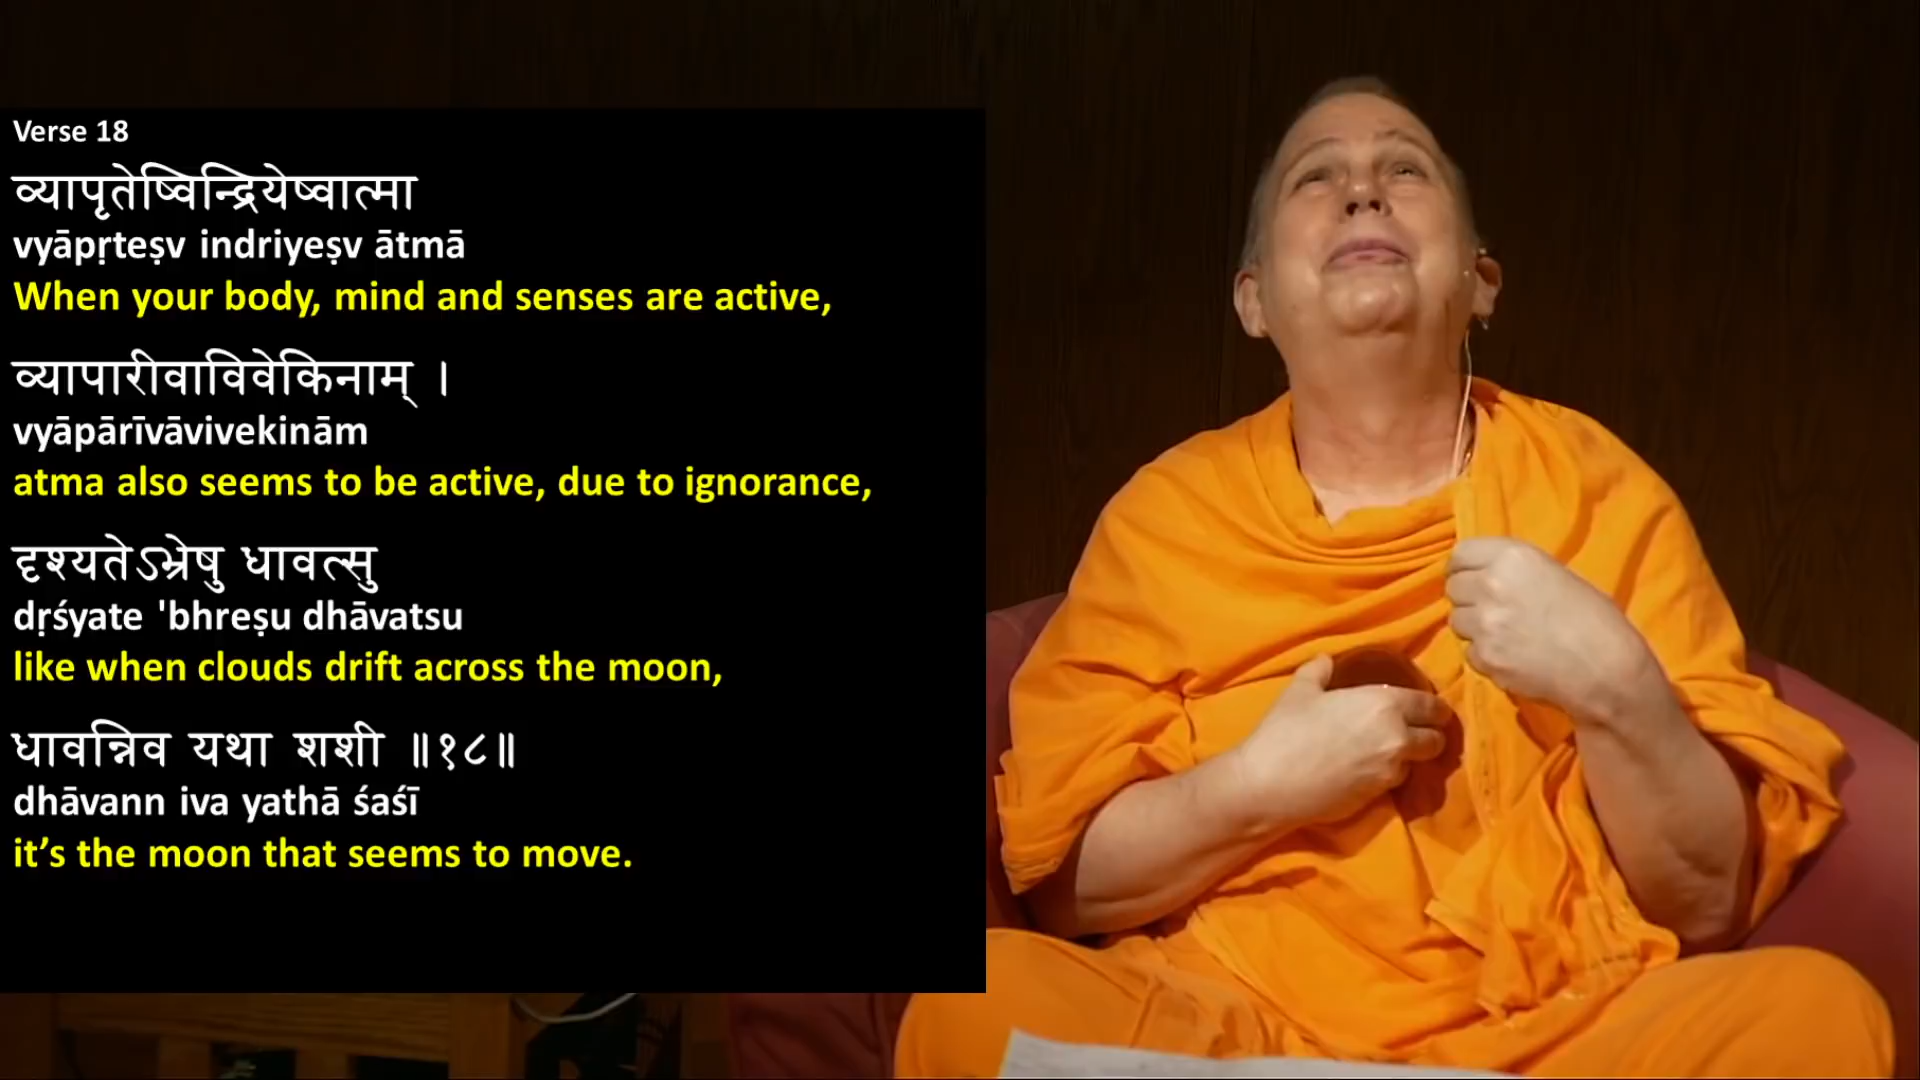 Verse 18
व्यापृतेष्विन्द्रियेष्वात्मा
vyāpṛteṣv indriyeṣv ātmā
When your body, mind and senses are active,
व्यापारीवाविवेकिनाम् ।
vyāpārīvāvivekinām
atma also seems to be active, due to ignorance,
दृश्यतेऽभ्रेषु धावत्सु
dṛśyate 'bhreṣu dhāvatsu
like when clouds drift across the moon,
धावन्निव यथा शशी ॥१८॥
dhāvann iva yathā śaśī
it’s the moon that seems to move.